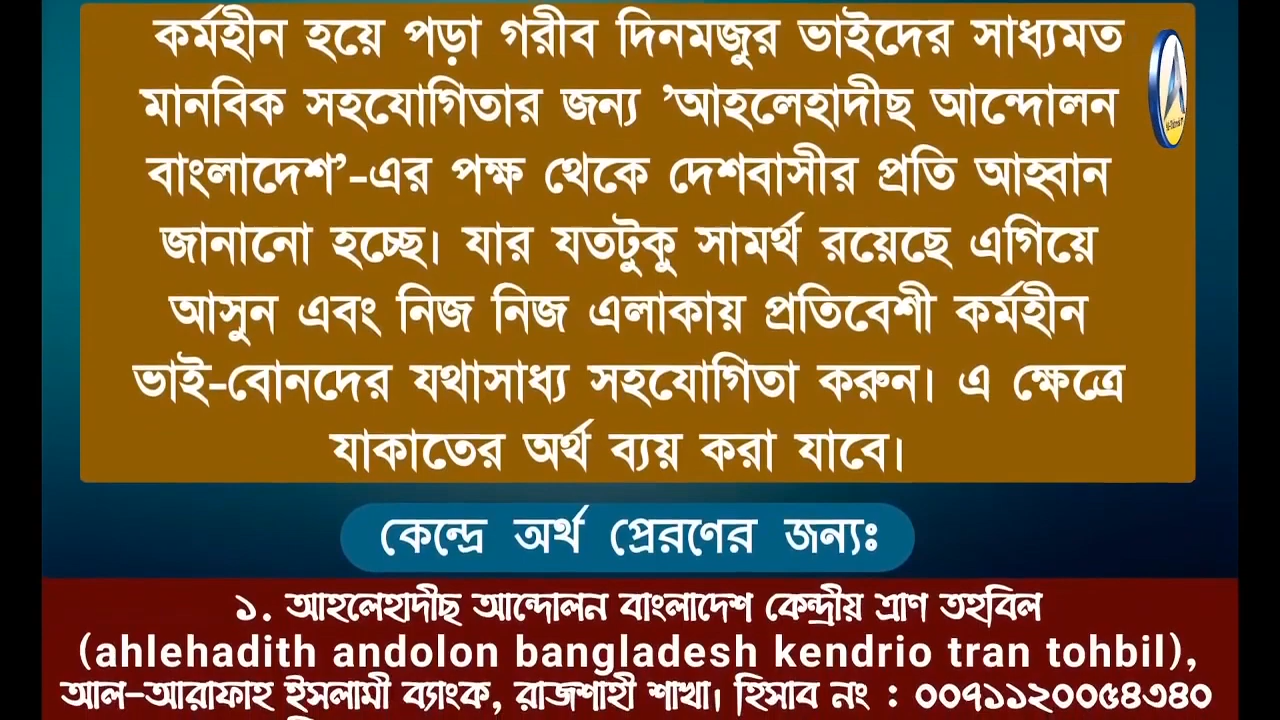 কর্মহীন হয়ে পড়া গরীব দিনমজুর ভাইদের সাধ্যমত
মানবিক সহযোগিতার জন্য ’আহলেহাদীছ আন্দোলন
বাংলাদেশ’-এর পক্ষ থেকে দেশবাসীর প্রতি আহ্বান
জানানো হচ্ছে। যার যতটুকু সামর্থ রয়েছে এগিয়ে
আসুন এবং নিজ নিজ এলাকায় প্রতিবেশী কর্মহীন
ভাই-বোনদের যথাসাধ্য সহযোগিতা করুন। এ ক্ষেত্রে
যাকাতের অর্থ ব্যয় করা যাবে।
কেন্দ্রে অর্থ প্রেরণের জন্যঃ
১. আহলেহাদীছ আন্দোলন বাংলাদেশ কেন্দ্রীয় ত্রাণ তহবিল
(ahlehadith andolon bangladesh kendrio tran tohbil),
আল-আরাফাহ ইসলামী ব্যাংক, রাজশাহী শাখা। হিসাব নং : ০০৭১১২০০৫৪৩৪০